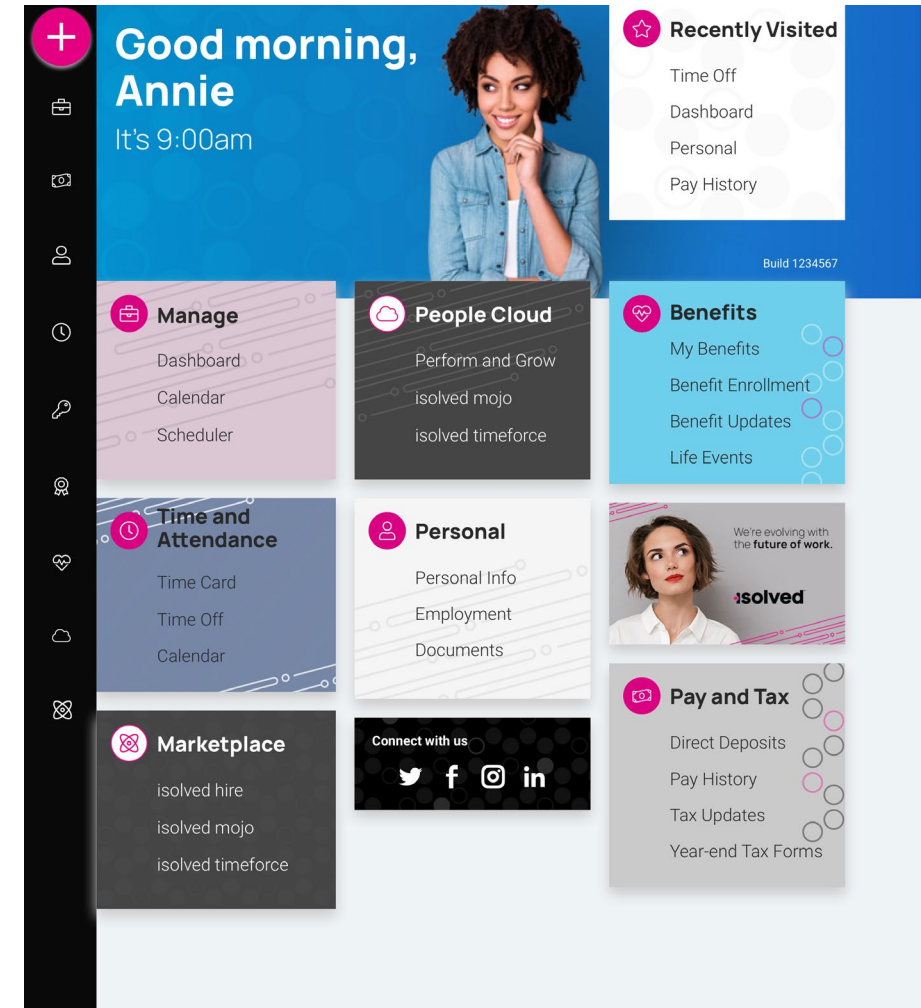 Good morning,
Annie
It's 9:00am
Recently Visited
Time Off
Dashboard
Personal
Pay History
Build 1234567
Manage
Dashboard
Calendar
Scheduler
People Cloud
Perform and Grow
isolved mojo
isolved timeforce
Benefits
My Benefits
Benefit Enrollment
Benefit Updates
Life Events
Time and
Attendance
Time Card
Time Off
Calendar
Personal
Personal Info
Employment
Documents
We're evolving with
the future of work.
isolved
Pay and Tax
Direct Deposits
Pay History
Tax Updates
Year-end Tax Forms
Marketplace
isolved hire
isolved mojo
isolved timeforce
Connect with us